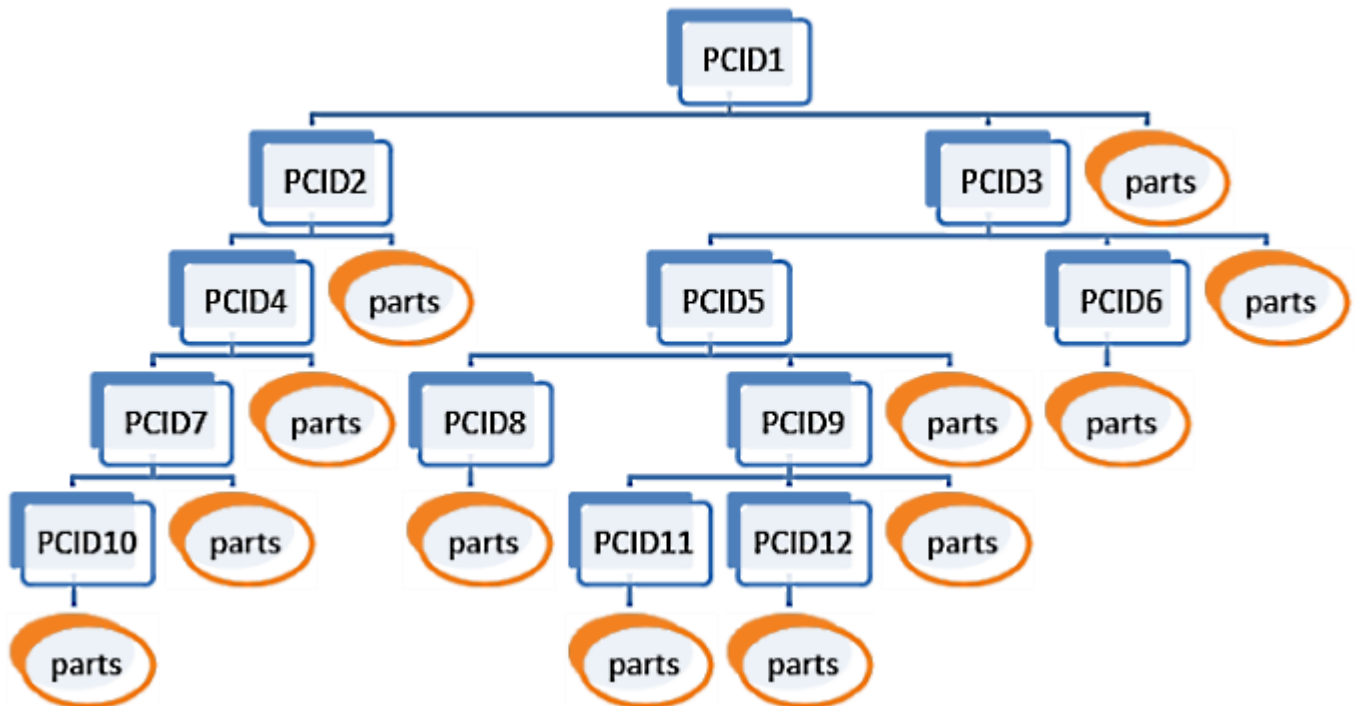 PCID1
PCID2
PCID3
parts
PCID4
parts
PCID5
PCID6
parts
PCID7
parts
PCID8
PCID9
parts
parts
PCID10
parts
parts
PCID11
PCID12
parts
parts
parts
parts